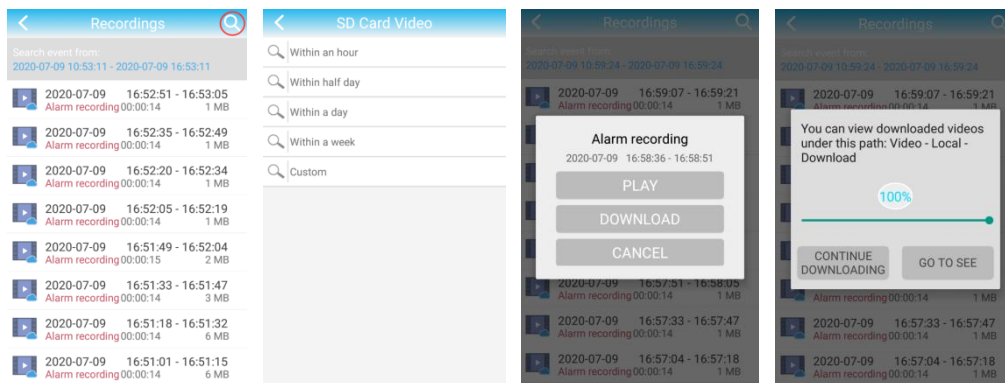 Recordings
Search event from:
2020-07-09 10:53:11 - 2020-07-09 16:53:11
2020-07-09 16:52:51 - 16:53:05
Alarm recording 00:00:14 1 MB
2020-07-09 16:52:35 - 16:52:49
Alarm recording 00:00:14 1 MB
2020-07-09 16:52:20 - 16:52:34
Alarm recording 00:00:14 1 MB
2020-07-09 16:52:05 - 16:52:19
Alarm recording 00:00:14 1 MB
2020-07-09 16:51:49 - 16:52:04
Alarm recording 00:00:15 2 MB
2020-07-09 16:51:33 - 16:51:47
Alarm recording 00:00:14 3 MB
2020-07-09 16:51:18 - 16:51:32
Alarm recording 00:00:14 6 MB
2020-07-09 16:51:01 - 16:51:15
Alarm recording 00:00:14 6 MB
SD Card Video
Within an hour
Within half day
Within a day
Within a week
Custom
Recordings
Search event from:
2020-07-09 10:59:24 - 2020-07-09 16:59:24
2020-07-09 16:59:07 - 16:59:21
Alarm recording 00:00:14 1 MB
Alarm recording
2020-07-09 16:58:36 - 16:58:51
PLAY
DOWNLOAD
CANCEL
2020-07-09 16:57:51 - 16:58:05
Alarm recording 00:00:14 1 MB
2020-07-09 16:57:33 - 16:57:47
Alarm recording 00:00:14 1 MB
2020-07-09 16:57:04 - 16:57:18
Alarm recording 00:00:14 1 MB
Recordings
Search event from:
2020-07-09 10:59:24 - 2020-07-09 16:59:24
2020-07-09 16:59:07 - 16:59:21
Alarm recording 00:00:14 1 MB
You can view downloaded videos
under this path: Video - Local -
Download
100%
CONTINUE
DOWNLOADING
GO TO SEE
Alarm recording 00:00:14 1 MB
2020-07-09 16:57:33 - 16:57:47
Alarm recording 00:00:14 1 MB
2020-07-09 16:57:04 - 16:57:18
Alarm recording 00:00:14 1 MB